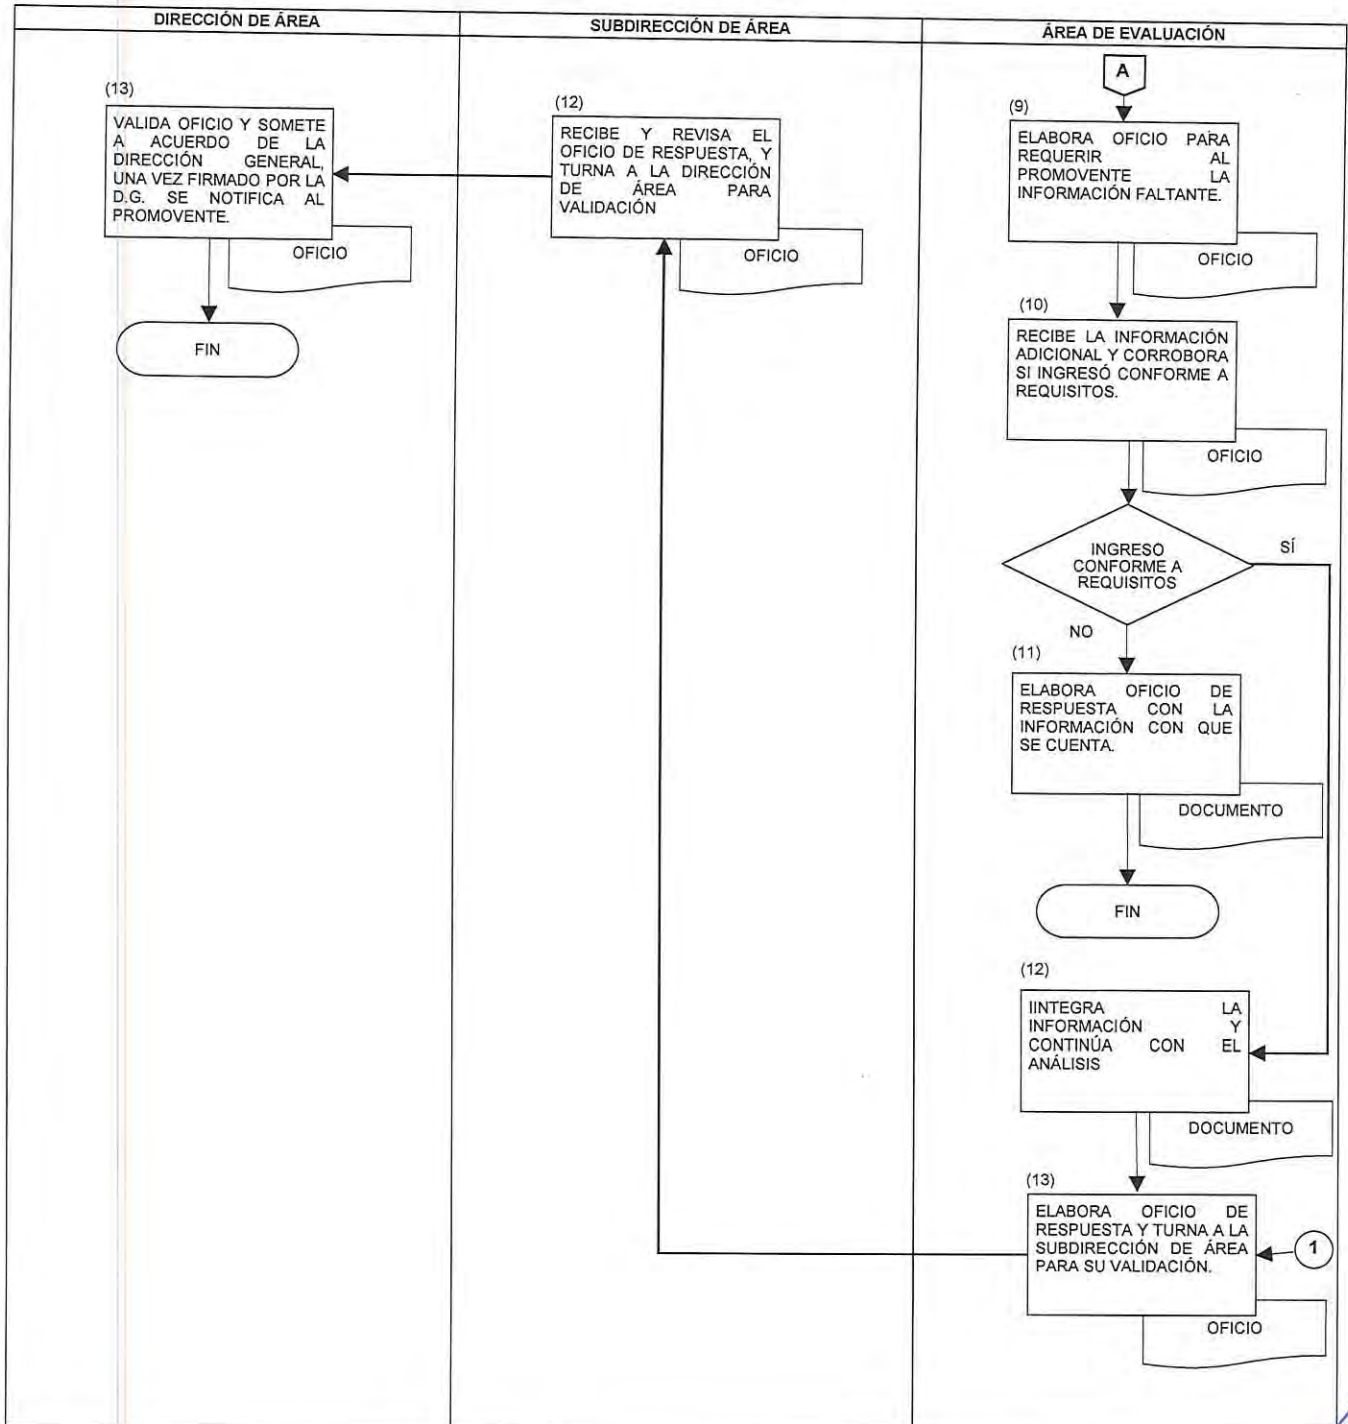 DIRECCIÓN DE ÁREA
SUBDIRECCIÓN DE ÁREA
ÁREA DE EVALUACIÓN
(13)
VALIDA OFICIO Y SOMETE
A ACUERDO DE LA
DIRECCIÓN GENERAL,
UNA VEZ FIRMADO POR LA
D.G. SE NOTIFICA AL
PROMOVENTE.
OFICIO
FIN
(12)
RECIBE Y REVISA EL
OFICIO DE RESPUESTA, Y
TURNA A LA DIRECCIÓN
DE ÁREA PARA
VALIDACIÓN
OFICIO
A
(9)
ELABORA OFICIO PARA
REQUERIR AL
PROMOVENTE LA
INFORMACIÓN FALTANTE.
OFICIO
(10)
RECIBE LA INFORMACIÓN
ADICIONAL Y CORROBORA
SI INGRESÓ CONFORME A
REQUISITOS.
OFICIO
INGRESO
CONFORME A
REQUISITOS
SÍ
NO
(11)
ELABORA OFICIO DE
RESPUESTA CON LA
INFORMACIÓN CON QUE
SE CUENTA.
DOCUMENTO
FIN
(12)
IINTEGRA LA
INFORMACIÓN Y
CONTINÚA CON EL
ANÁLISIS
DOCUMENTO
(13)
ELABORA OFICIO DE
RESPUESTA Y TURNA A LA
SUBDIRECCIÓN DE ÁREA
PARA SU VALIDACIÓN.
1
OFICIO